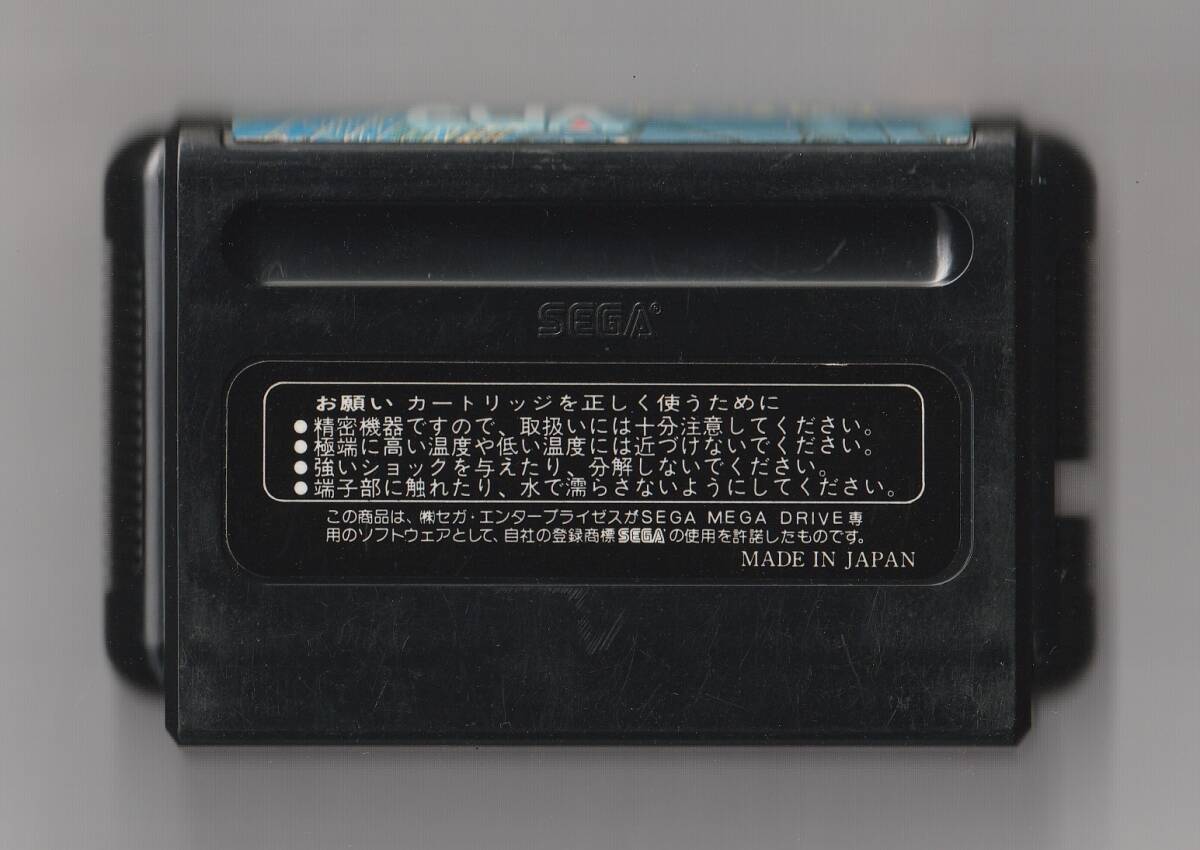 SEGA®
お願い カートリッジを正しく使うために
●精密機器ですので、取扱いには十分注意してください。
●極端に高い温度や低い温度には近づけないでください。
●強いショックを与えたり、分解しないでください。
●端子部に触れたり、水で濡らさないようにしてください。
この商品は、㈱セガ・エンタープライゼスがSEGA MEGA DRIVE専
用のソフトウェアとして、自社の登録商標SEGA®の使用を許諾したものです。
MADE IN JAPAN